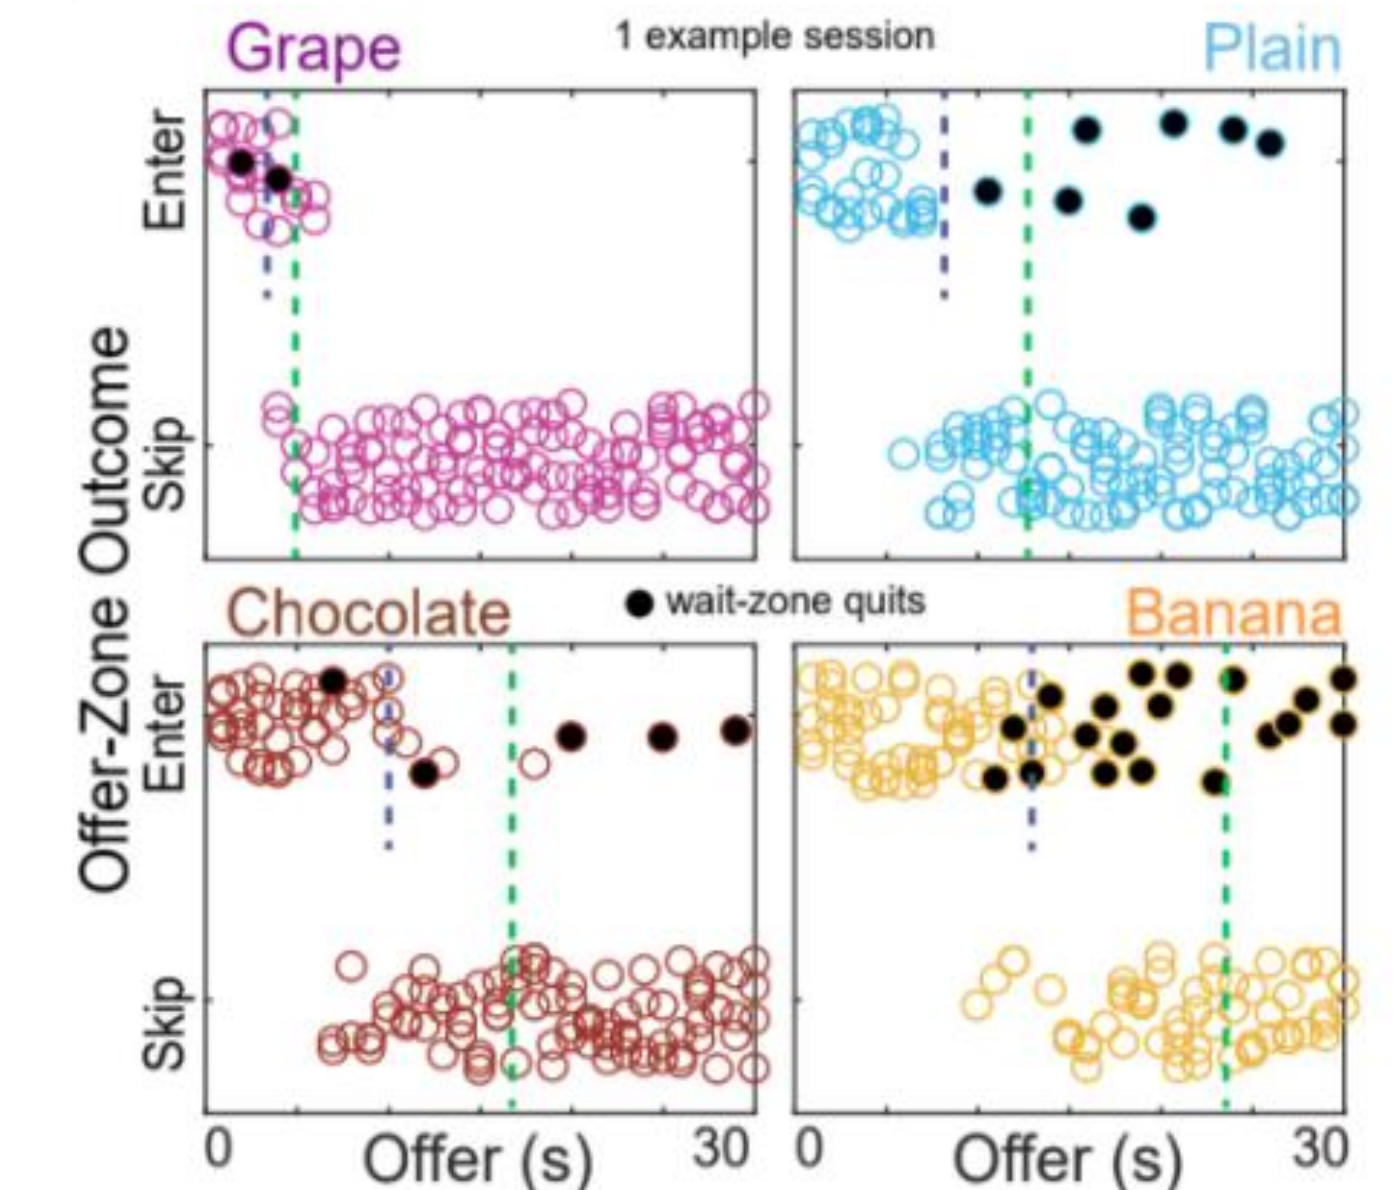 Grape
1 example session
Plain
Enter
Skip
Offer-Zone Outcome
Chocolate
wait-zone quits
Banana
Enter
Skip
0 Offer (s) 30
0 Offer (s) 30